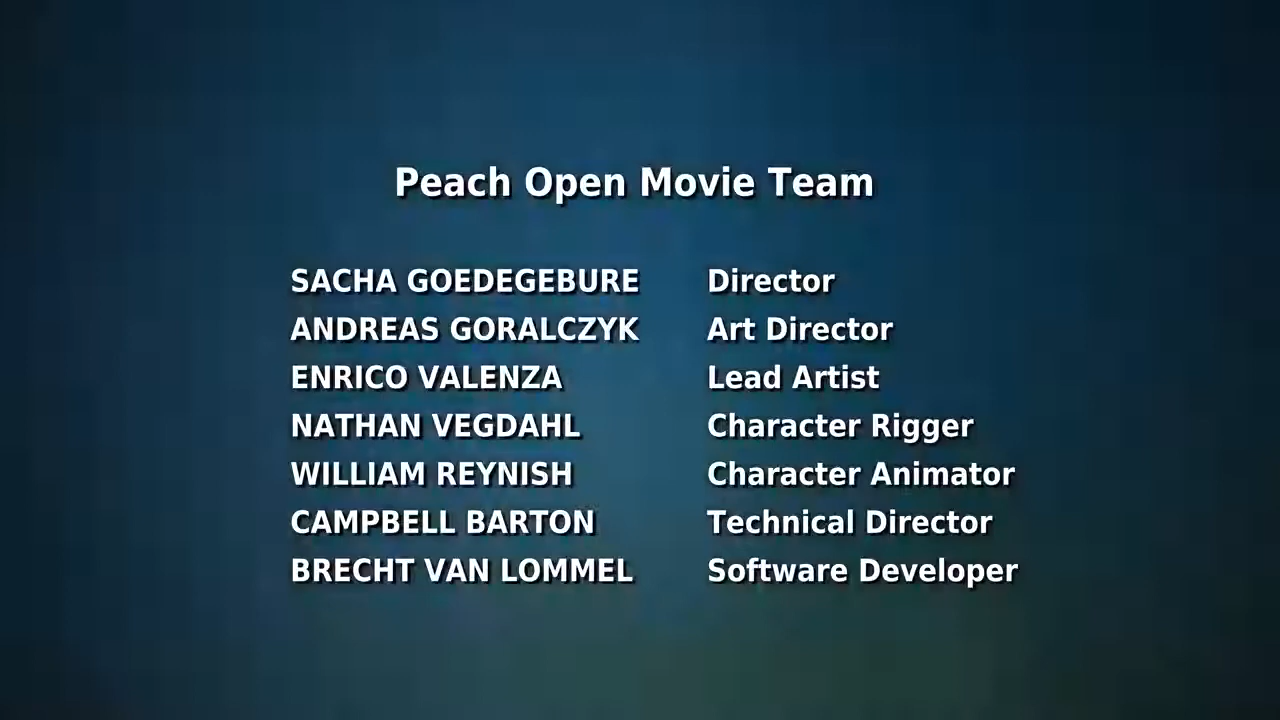 Peach Open Movie Team
SACHA GOEDEGEBURE Director
ANDREAS GORALCZYK Art Director
ENRICO VALENZA Lead Artist
NATHAN VEGDAHL Character Rigger
WILLIAM REYNISH Character Animator
CAMPBELL BARTON Technical Director
BRECHT VAN LOMMEL Software Developer